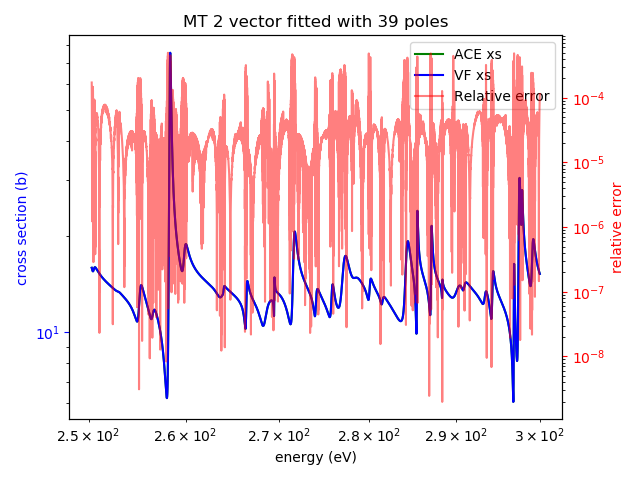 MT 2 vector fitted with 39 poles
ACE xs
VF xs
Relative error
cross section (b)
10¹
10⁻⁴
10⁻⁵
10⁻⁶
10⁻⁷
10⁻⁸
relative error
2.5 × 10² 2.6 × 10² 2.7 × 10² 2.8 × 10² 2.9 × 10² 3 × 10²
energy (eV)